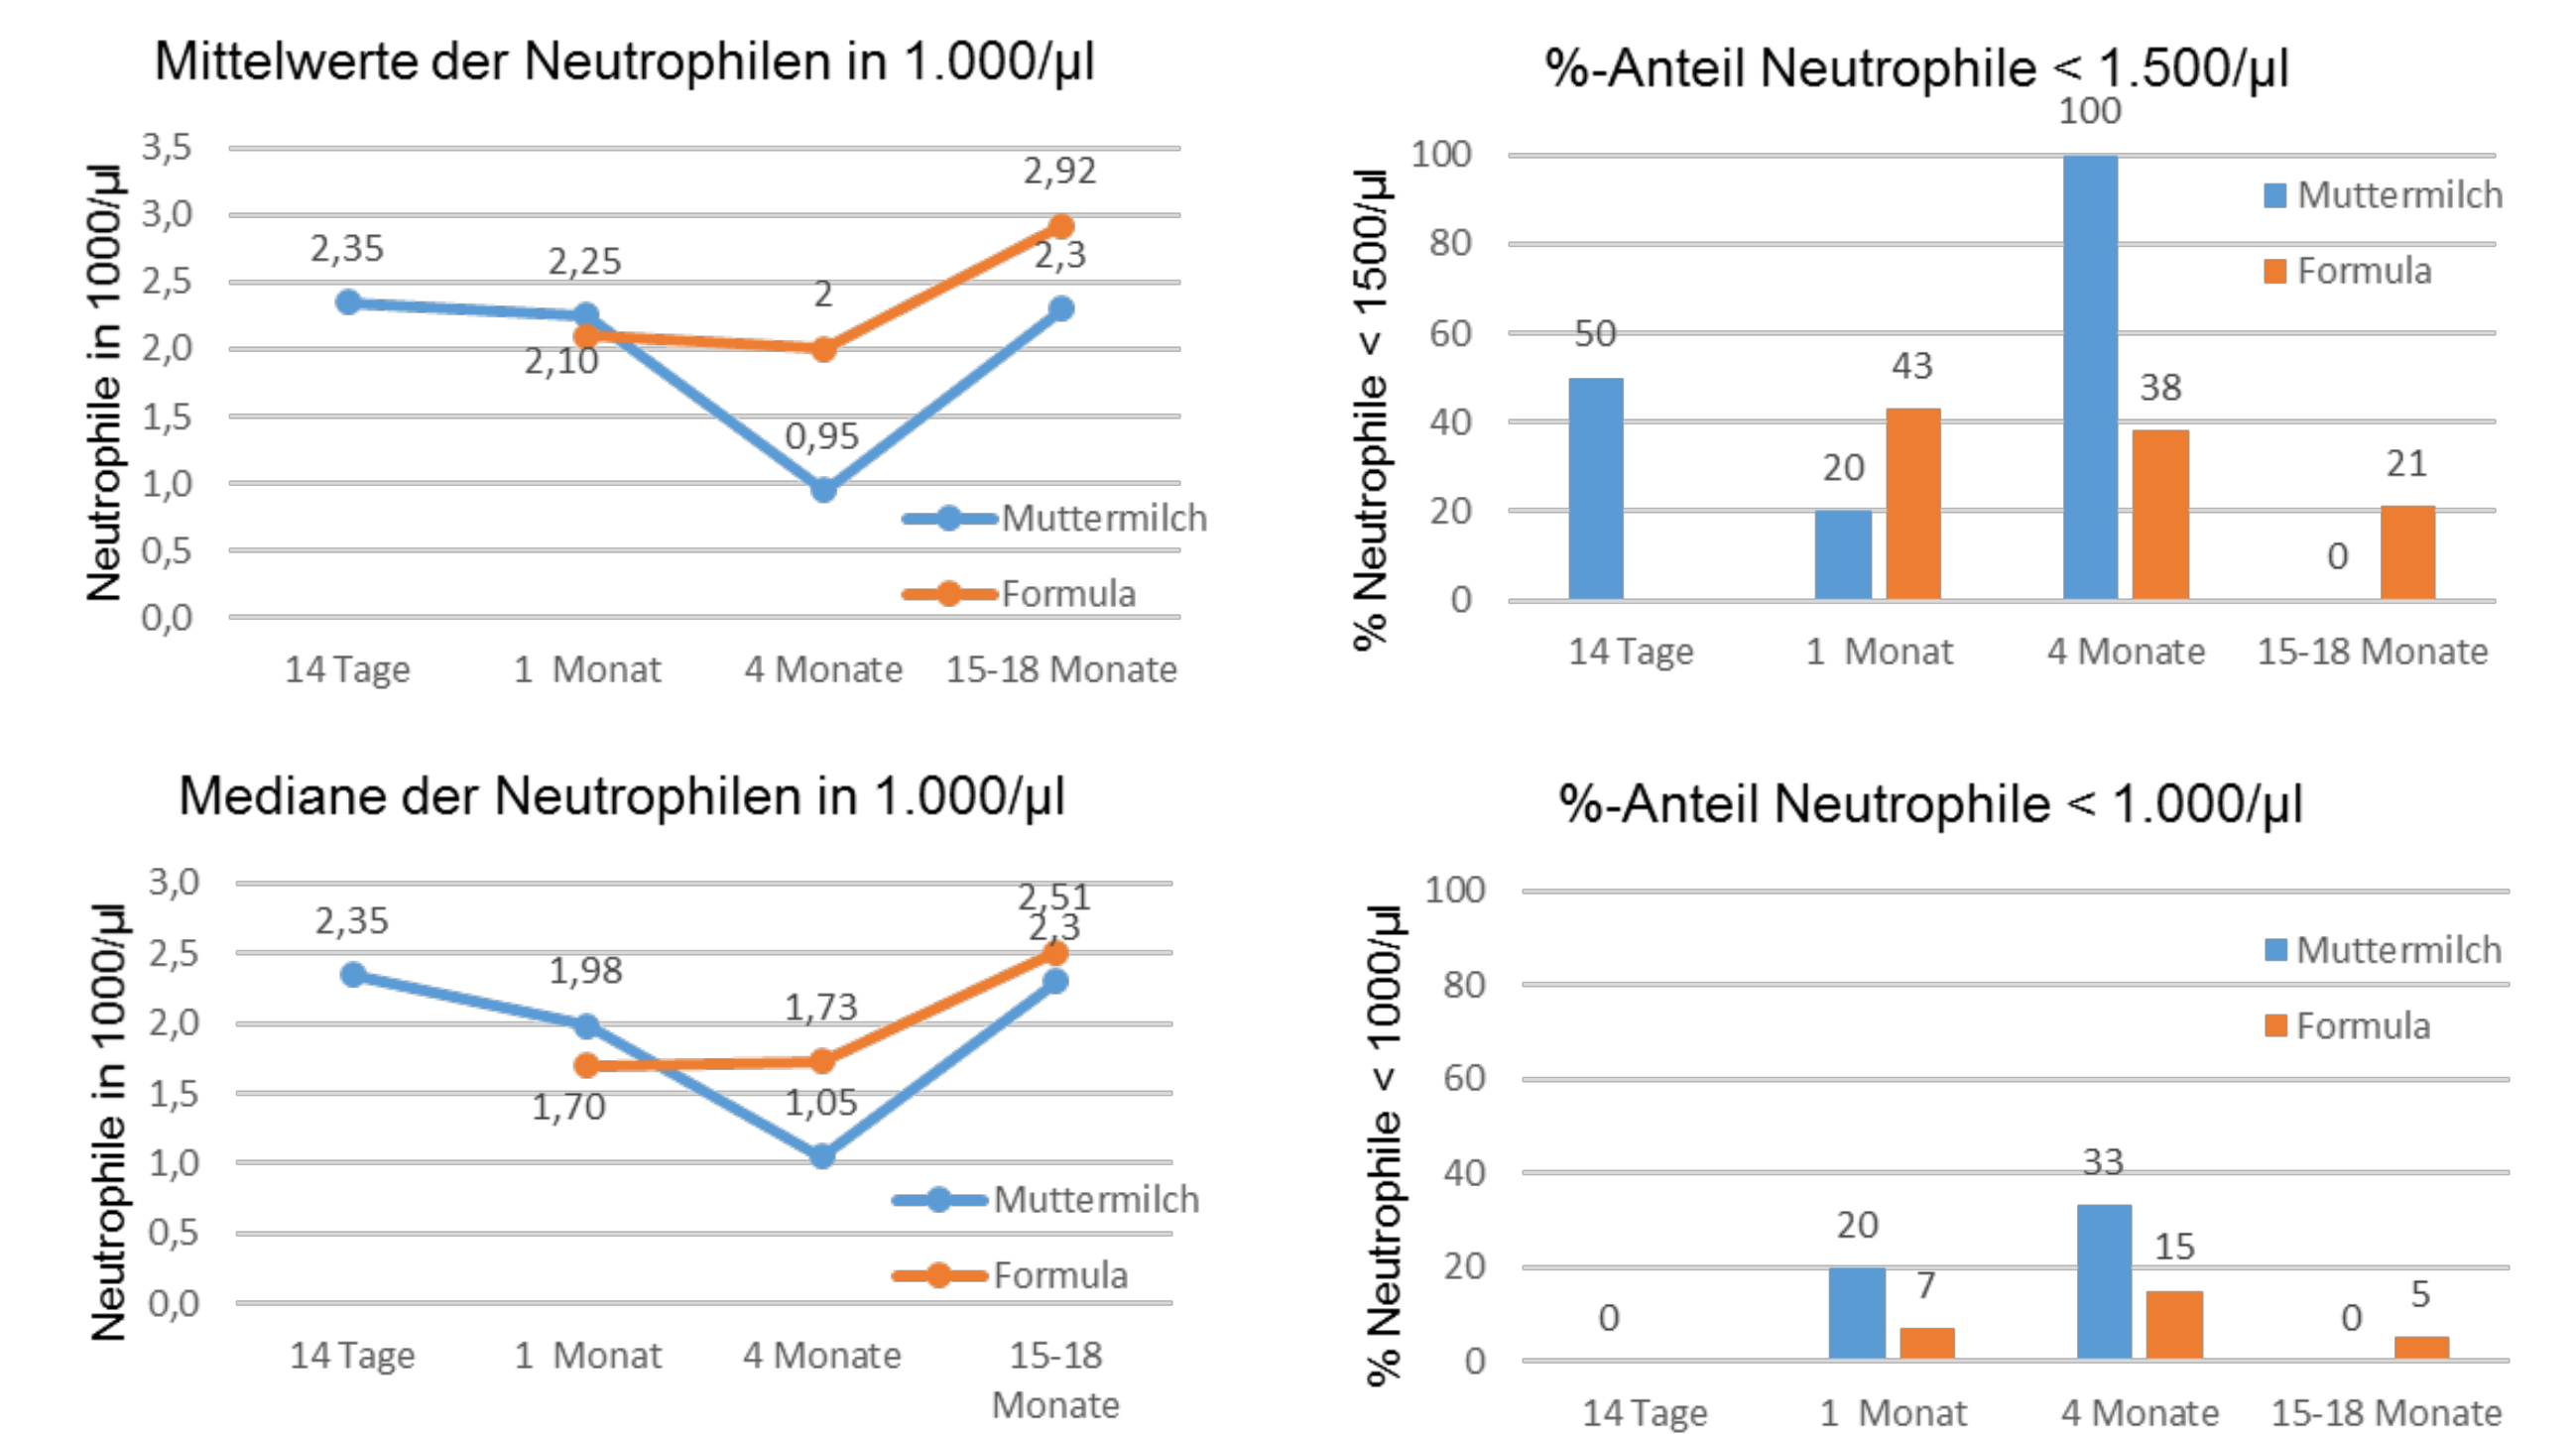 Mittelwerte der Neutrophilen in 1.000/µl
Neutrophile in 1000/µl
3,5
3,0
2,5
2,0
1,5
1,0
0,5
0,0
2,35
2,25
2,10
2
0,95
2,92
2,3
Muttermilch
Formula
14 Tage
1 Monat
4 Monate
15-18 Monate
%-Anteil Neutrophile < 1.500/µl
% Neutrophile < 1500/µl
100
80
60
40
20
0
50
20
43
100
38
0
21
Muttermilch
Formula
14 Tage
1 Monat
4 Monate
15-18 Monate
Mediane der Neutrophilen in 1.000/µl
Neutrophile in 1000/µl
3,0
2,5
2,0
1,5
1,0
0,5
0,0
2,35
1,98
1,70
1,73
1,05
2,51
2,3
Muttermilch
Formula
14 Tage
1 Monat
4 Monate
15-18
Monate
%-Anteil Neutrophile < 1.000/µl
% Neutrophile < 1000/µl
100
80
60
40
20
0
0
20
7
33
15
0
5
Muttermilch
Formula
14 Tage
1 Monat
4 Monate
15-18 Monate